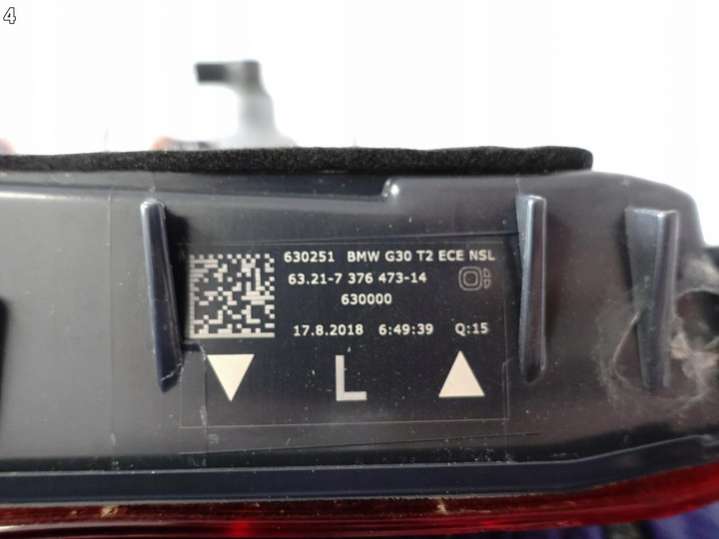 4
630251 BMW G30 T2 ECE NSL
63.21-7 376 473-14
630000
17.8.2018 6:49:39 Q:15
L